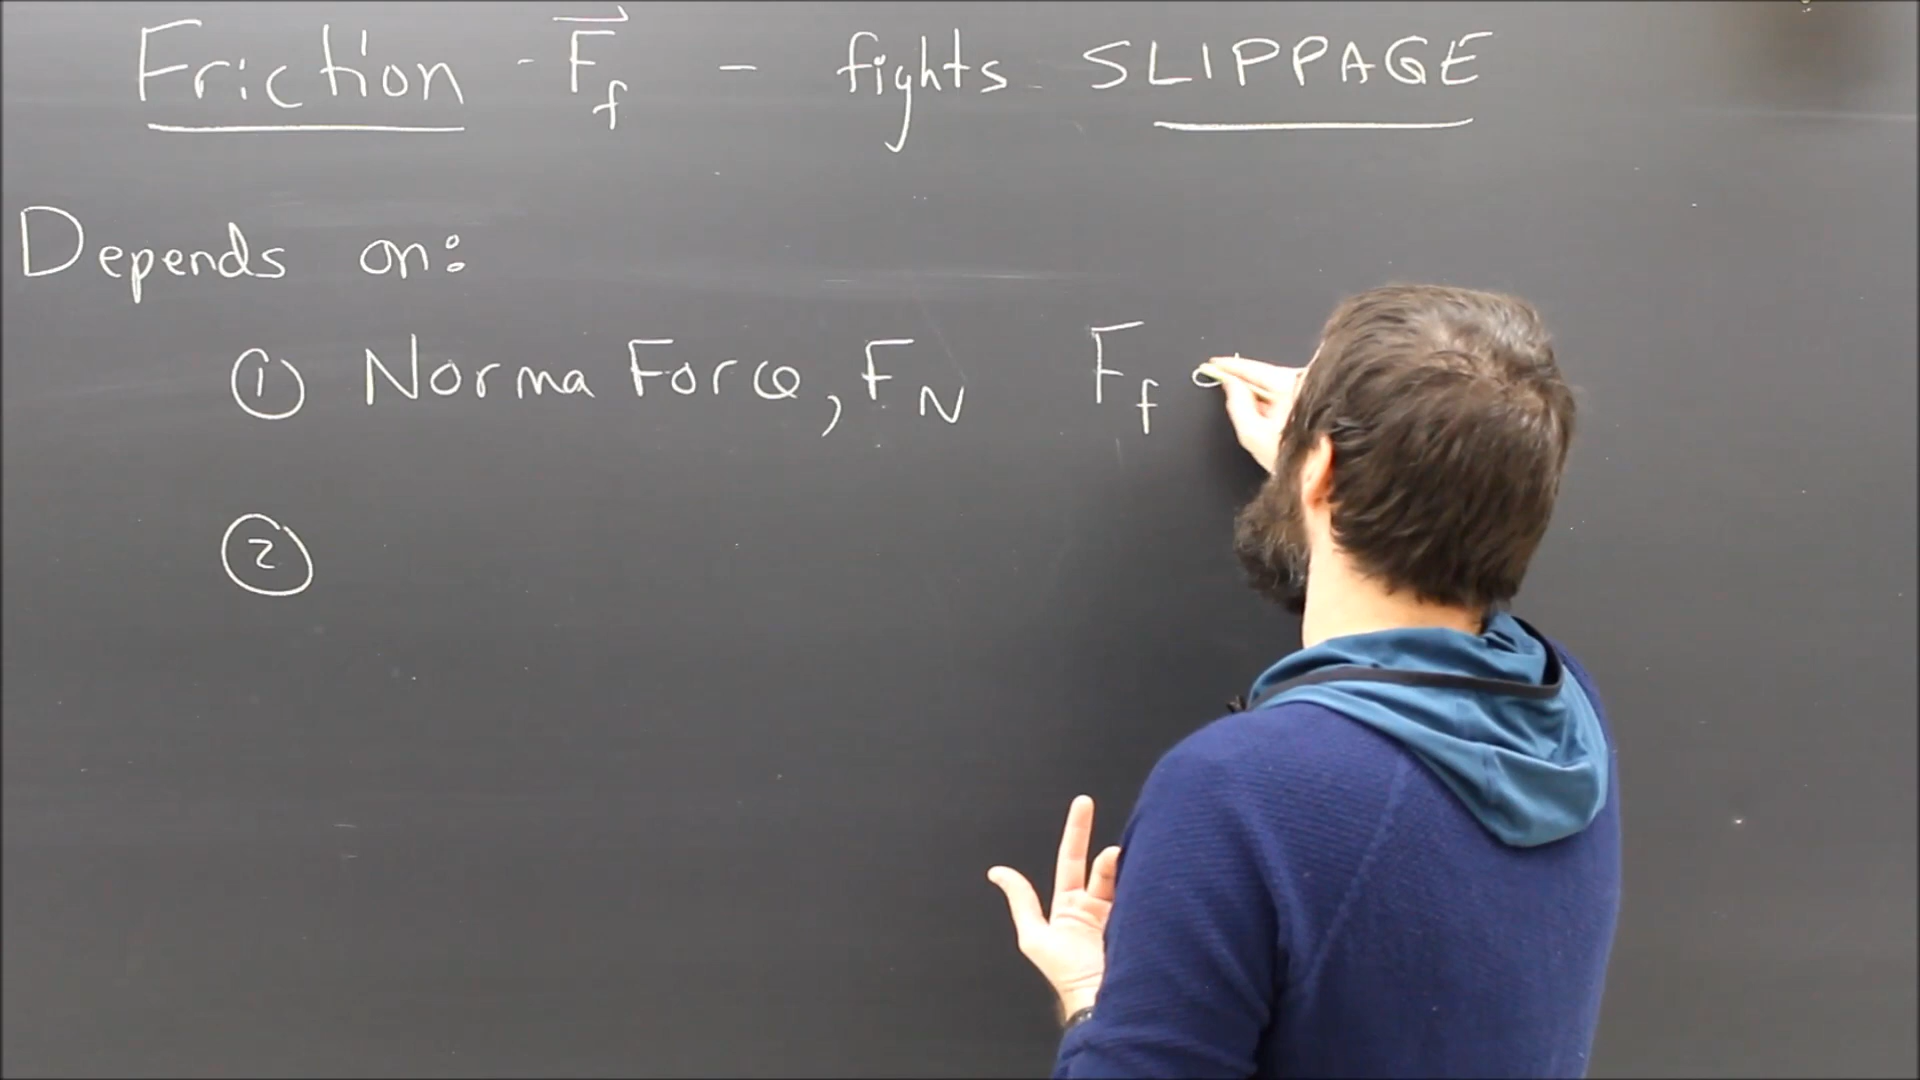 Friction - F⃗f - fights SLIPPAGE
Depends on:
① Norma Force, FN Ff
②